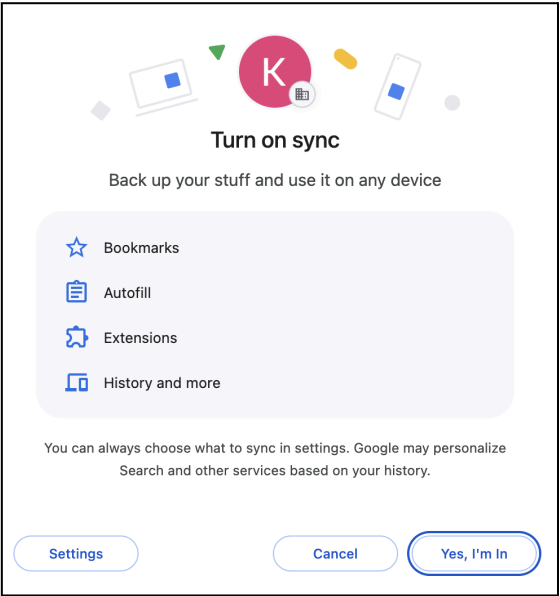 K
Turn on sync
Back up your stuff and use it on any device
Bookmarks
Autofill
Extensions
History and more
You can always choose what to sync in settings. Google may personalize
Search and other services based on your history.
Settings
Cancel
Yes, I'm In